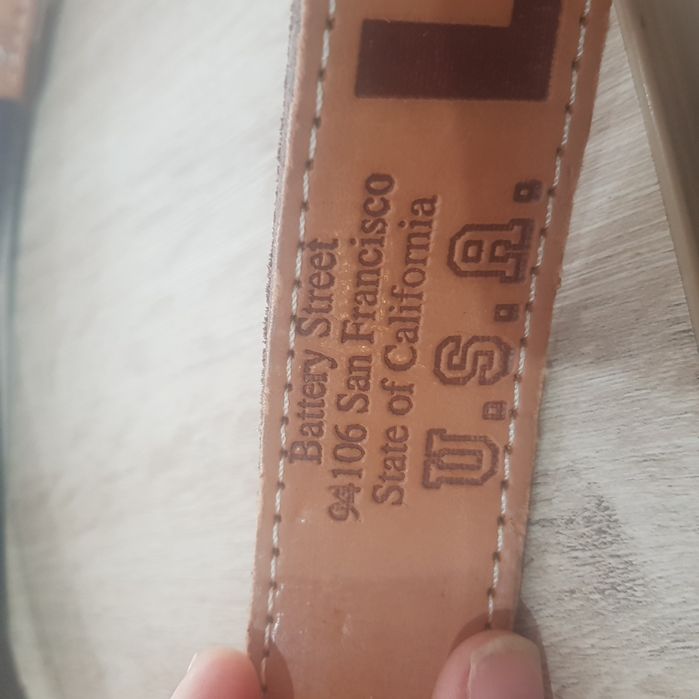 L
Battery Street
94106 San Francisco
State of California
U.S.A.